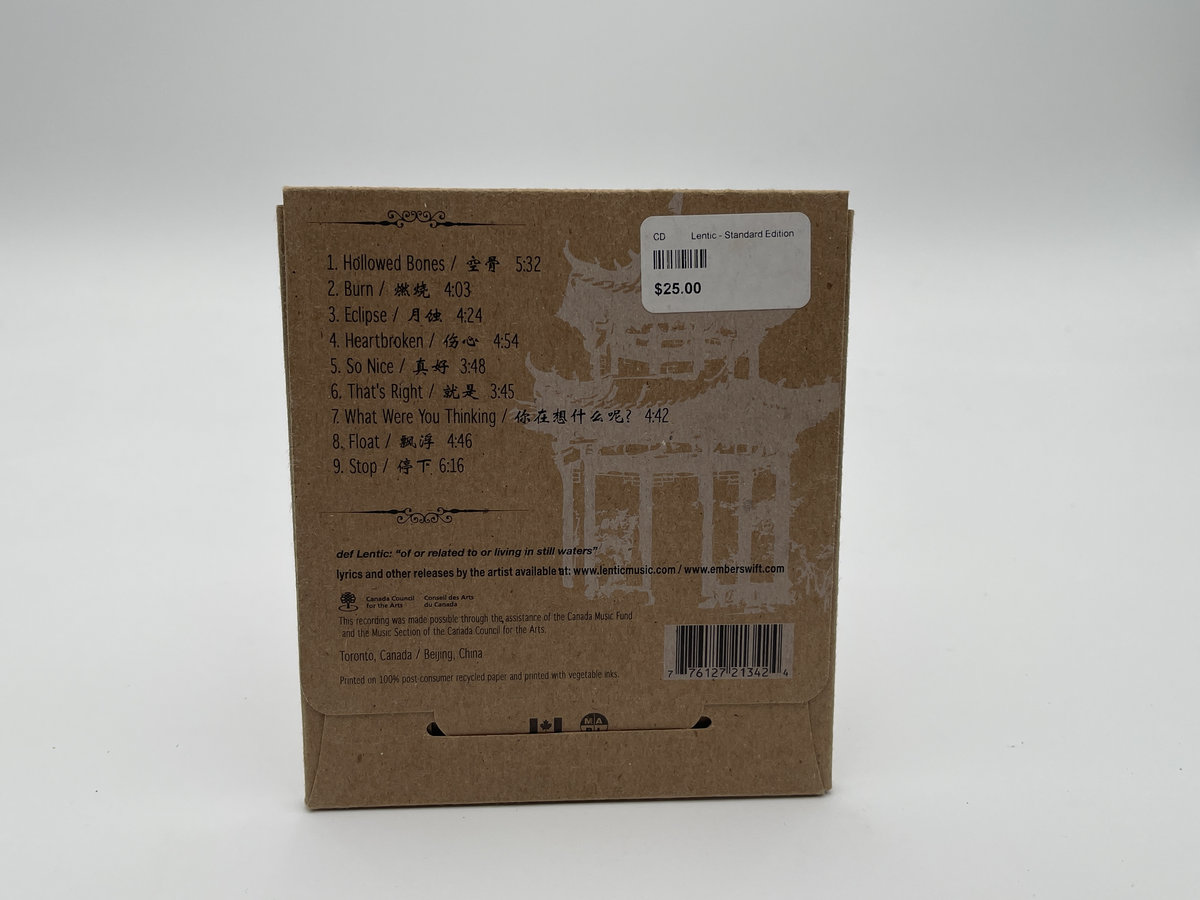 CD Lentic - Standard Edition
$25.00
1. Hollowed Bones / 空骨 5:32
2. Burn / 燃烧 4:03
3. Eclipse / 月蚀 4:24
4. Heartbroken / 伤心 4:54
5. So Nice / 真好 3:48
6. That's Right / 就是 3:45
7. What Were You Thinking / 你在想什么呢? 4:42
8. Float / 飘浮 4:46
9. Stop / 停下 6:16
def Lentic: "of or related to or living in still waters"
lyrics and other releases by the artist available at: www.lenticmusic.com / www.emberswift.com
Canada Council Conseil des Arts
for the Arts du Canada
This recording was made possible through the assistance of the Canada Music Fund
and the Music Section of the Canada Council for the Arts.
Toronto, Canada / Beijing, China
Printed on 100% post-consumer recycled paper and printed with vegetable inks.
7 76127 21342 4
MA